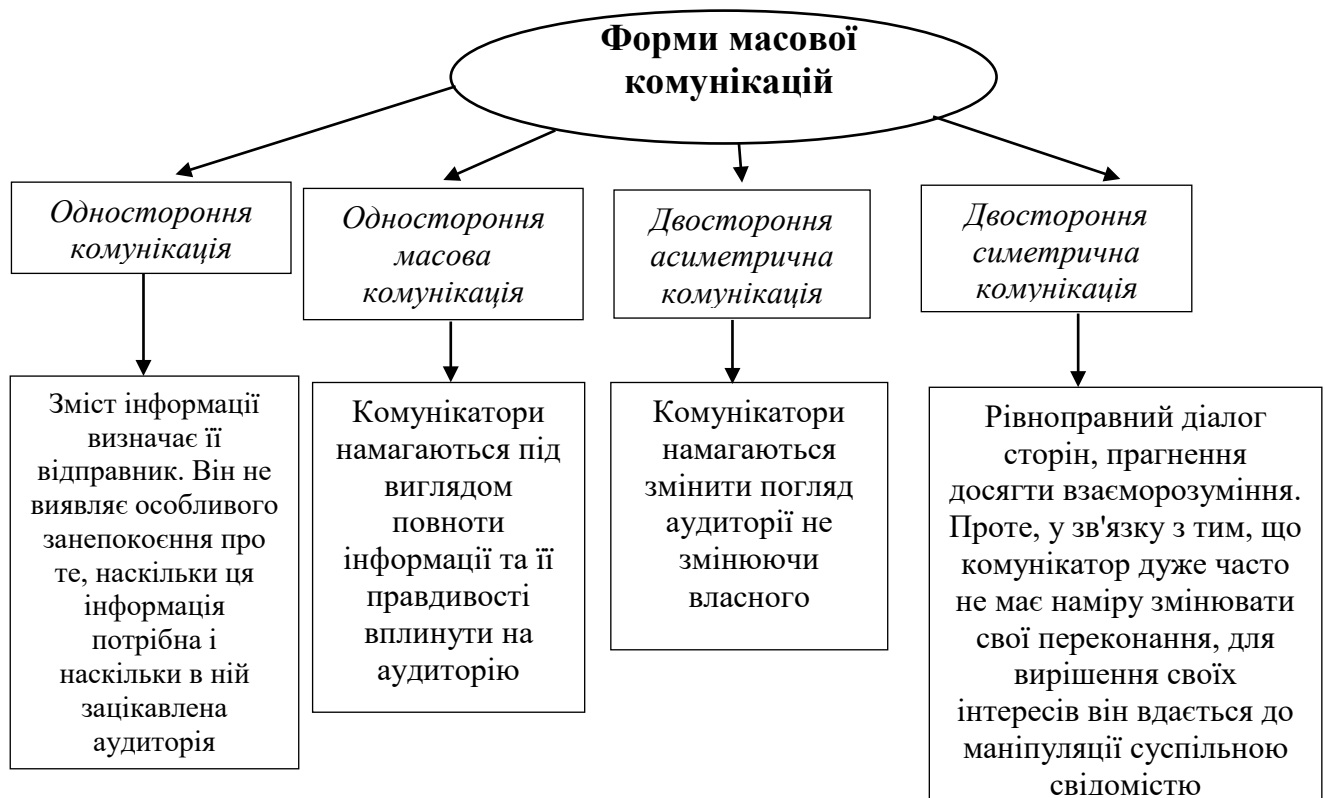 Форми масової
комунікацій
Одностороння
комунікація
Одностороння
масова
комунікація
Двостороння
асиметрична
комунікація
Двостороння
симетрична
комунікація
Зміст інформації
визначає її
відправник. Він не
виявляє особливого
занепокоєння про
те, наскільки ця
інформація
потрібна і
наскільки в ній
зацікавлена
аудиторія
Комунікатори
намагаються під
виглядом
повноти
інформації та її
правдивості
вплинути на
аудиторію
Комунікатори
намагаються
змінити погляд
аудиторії не
змінюючи
власного
Рівноправний діалог
сторін, прагнення
досягти взаєморозуміння.
Проте, у зв'язку з тим, що
комунікатор дуже часто
не має наміру змінювати
свої переконання, для
вирішення своїх
інтересів він вдається до
маніпуляції суспільною
свідомістю